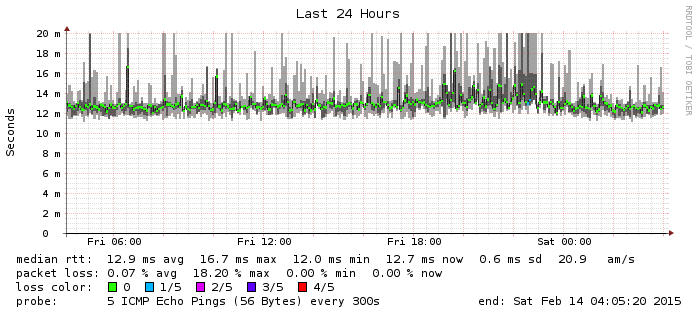 Last 24 Hours
RRDTOOL / TOBI OETIKER
Seconds
20 m
18 m
16 m
14 m
12 m
10 m
8 m
6 m
4 m
2 m
0
Fri 06:00 Fri 12:00 Fri 18:00 Sat 00:00
median rtt: 12.9 ms avg 16.7 ms max 12.0 ms min 12.7 ms now 0.6 ms sd 20.9 am/s
packet loss: 0.07 % avg 18.20 % max 0.00 % min 0.00 % now
loss color: 0 1/5 2/5 3/5 4/5
probe: 5 ICMP Echo Pings (56 Bytes) every 300s end: Sat Feb 14 04:05:20 2015